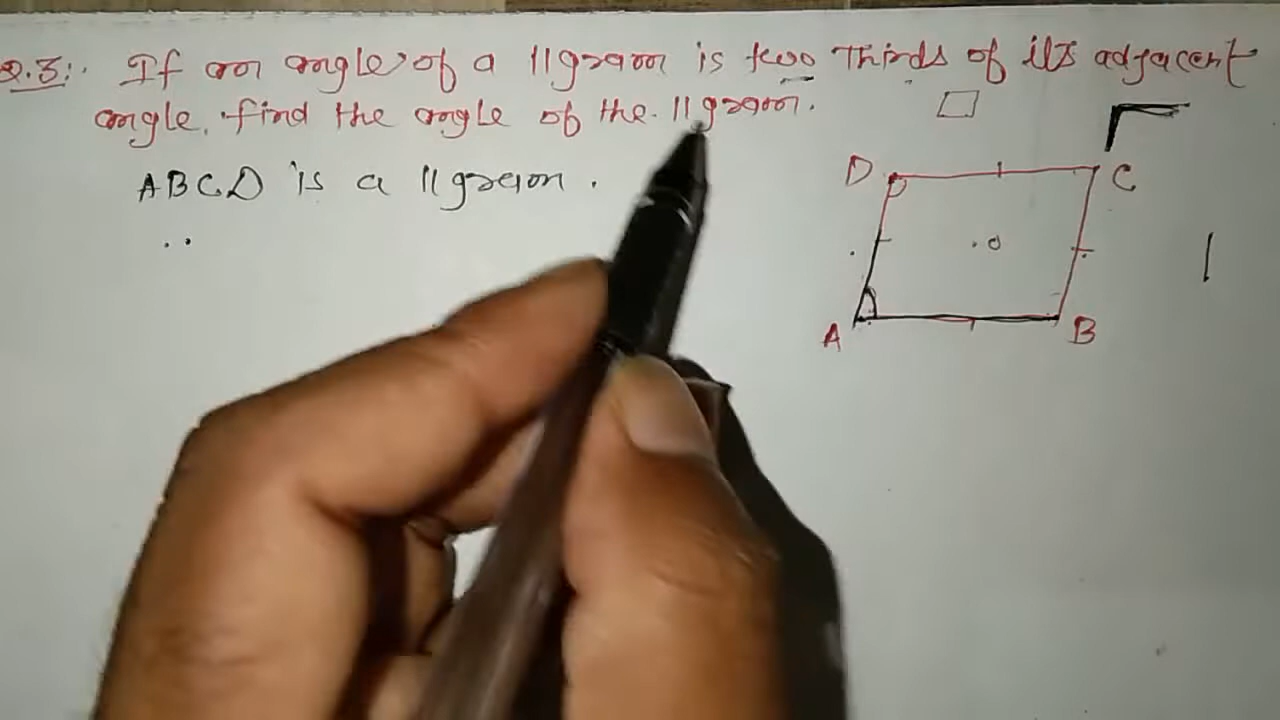 Q.3:. If an angle of a ||gram is two Thirds of its adjacent
angle, find the angle of the ||gram.
ABCD is a ||gram.
D
C
A
B